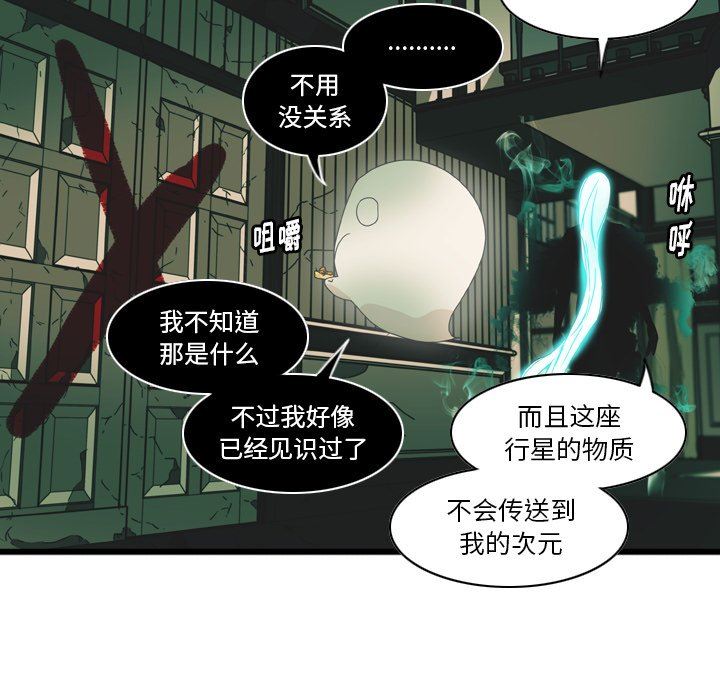 …………
不用
没关系
咻呼
咀嚼
我不知道
那是什么
不过我好像
已经见识过了
而且这座
行星的物质
不会传送到
我的次元